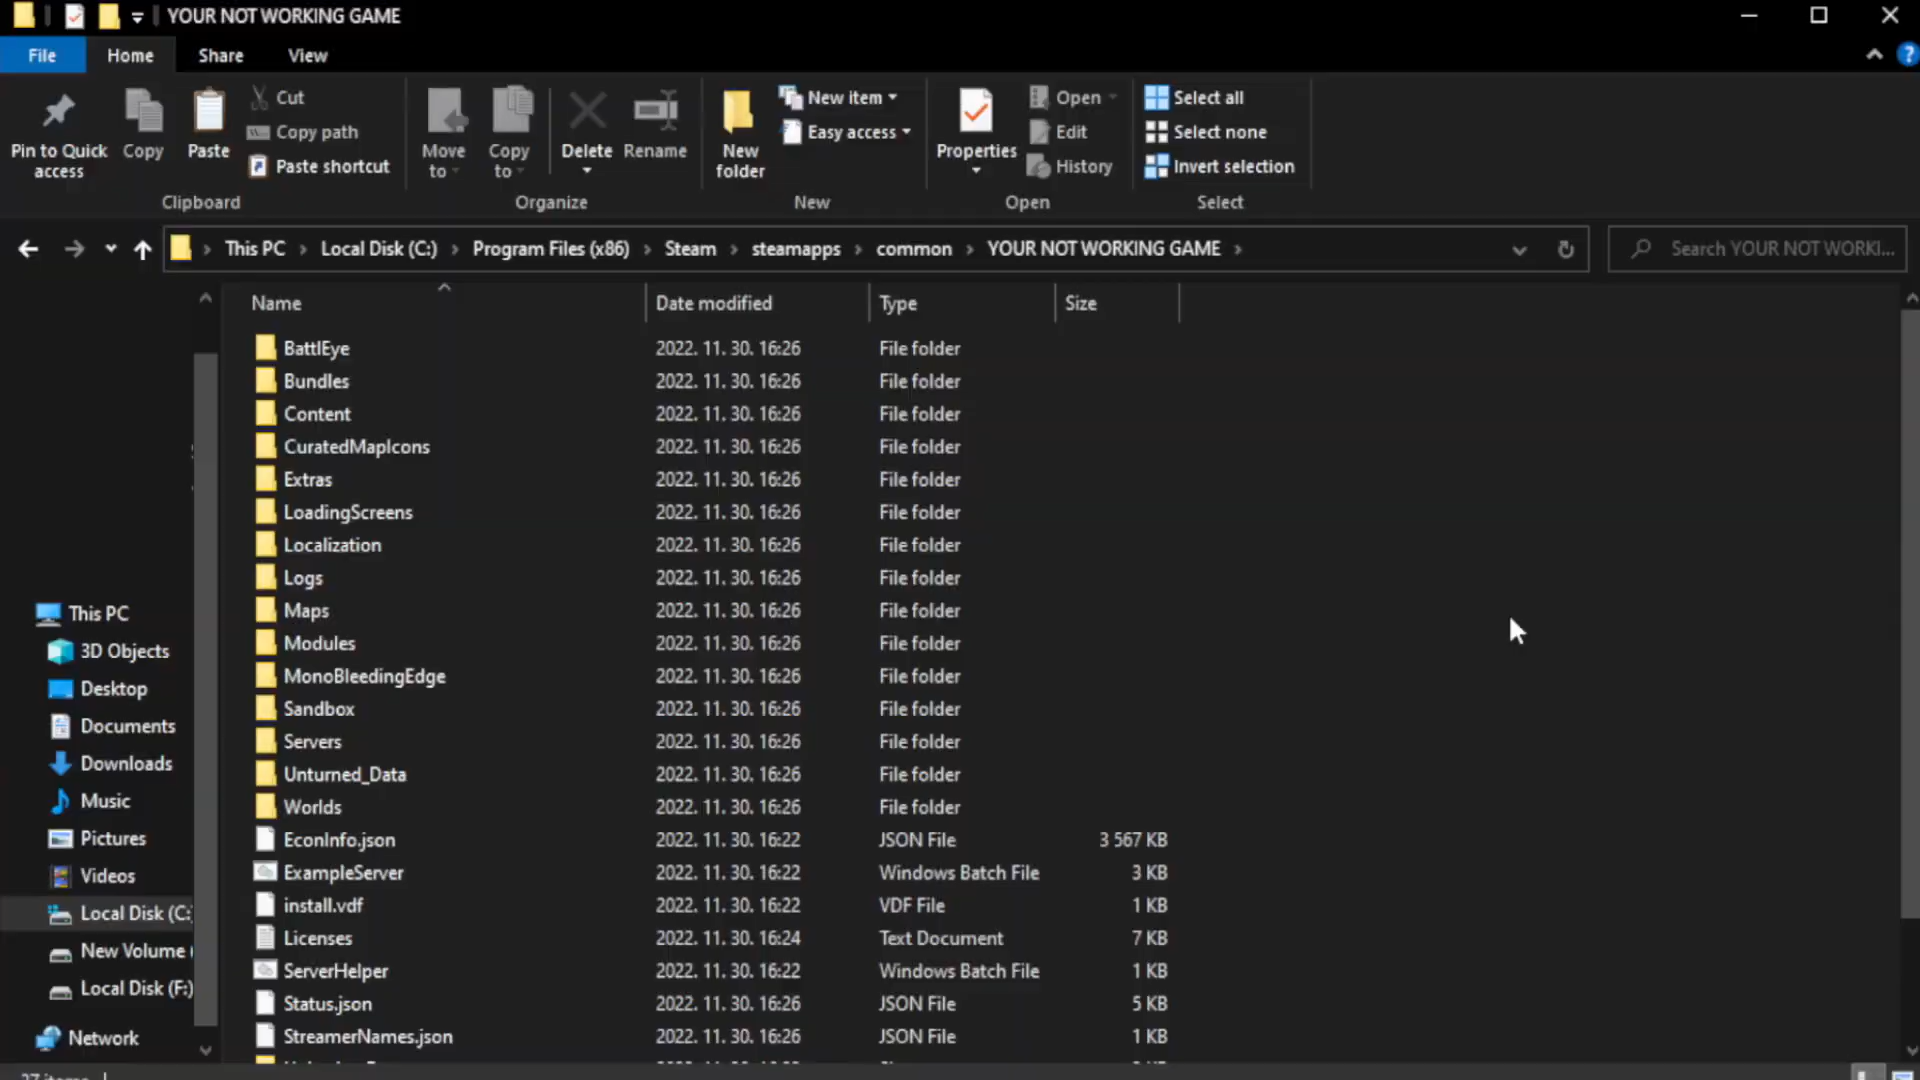 YOUR NOT WORKING GAME
File Home Share View
Pin to Quick access
Copy
Paste
Cut
Copy path
Paste shortcut
Clipboard
Move to
Copy to
Delete
Rename
Organize
New folder
New item
Easy access
New
Properties
Open
Edit
History
Open
Select all
Select none
Invert selection
Select
This PC > Local Disk (C:) > Program Files (x86) > Steam > steamapps > common > YOUR NOT WORKING GAME >
Search YOUR NOT WORKI...
This PC
3D Objects
Desktop
Documents
Downloads
Music
Pictures
Videos
Local Disk (C:
New Volume (
Local Disk (F:)
Network
Name Date modified Type Size
BattlEye 2022. 11. 30. 16:26 File folder
Bundles 2022. 11. 30. 16:26 File folder
Content 2022. 11. 30. 16:26 File folder
CuratedMapIcons 2022. 11. 30. 16:26 File folder
Extras 2022. 11. 30. 16:26 File folder
LoadingScreens 2022. 11. 30. 16:26 File folder
Localization 2022. 11. 30. 16:26 File folder
Logs 2022. 11. 30. 16:26 File folder
Maps 2022. 11. 30. 16:26 File folder
Modules 2022. 11. 30. 16:26 File folder
MonoBleedingEdge 2022. 11. 30. 16:26 File folder
Sandbox 2022. 11. 30. 16:26 File folder
Servers 2022. 11. 30. 16:26 File folder
Unturned_Data 2022. 11. 30. 16:26 File folder
Worlds 2022. 11. 30. 16:26 File folder
EconInfo.json 2022. 11. 30. 16:22 JSON File 3 567 KB
ExampleServer 2022. 11. 30. 16:22 Windows Batch File 3 KB
install.vdf 2022. 11. 30. 16:22 VDF File 1 KB
Licenses 2022. 11. 30. 16:24 Text Document 7 KB
ServerHelper 2022. 11. 30. 16:22 Windows Batch File 1 KB
Status.json 2022. 11. 30. 16:26 JSON File 5 KB
StreamerNames.json 2022. 11. 30. 16:26 JSON File 1 KB